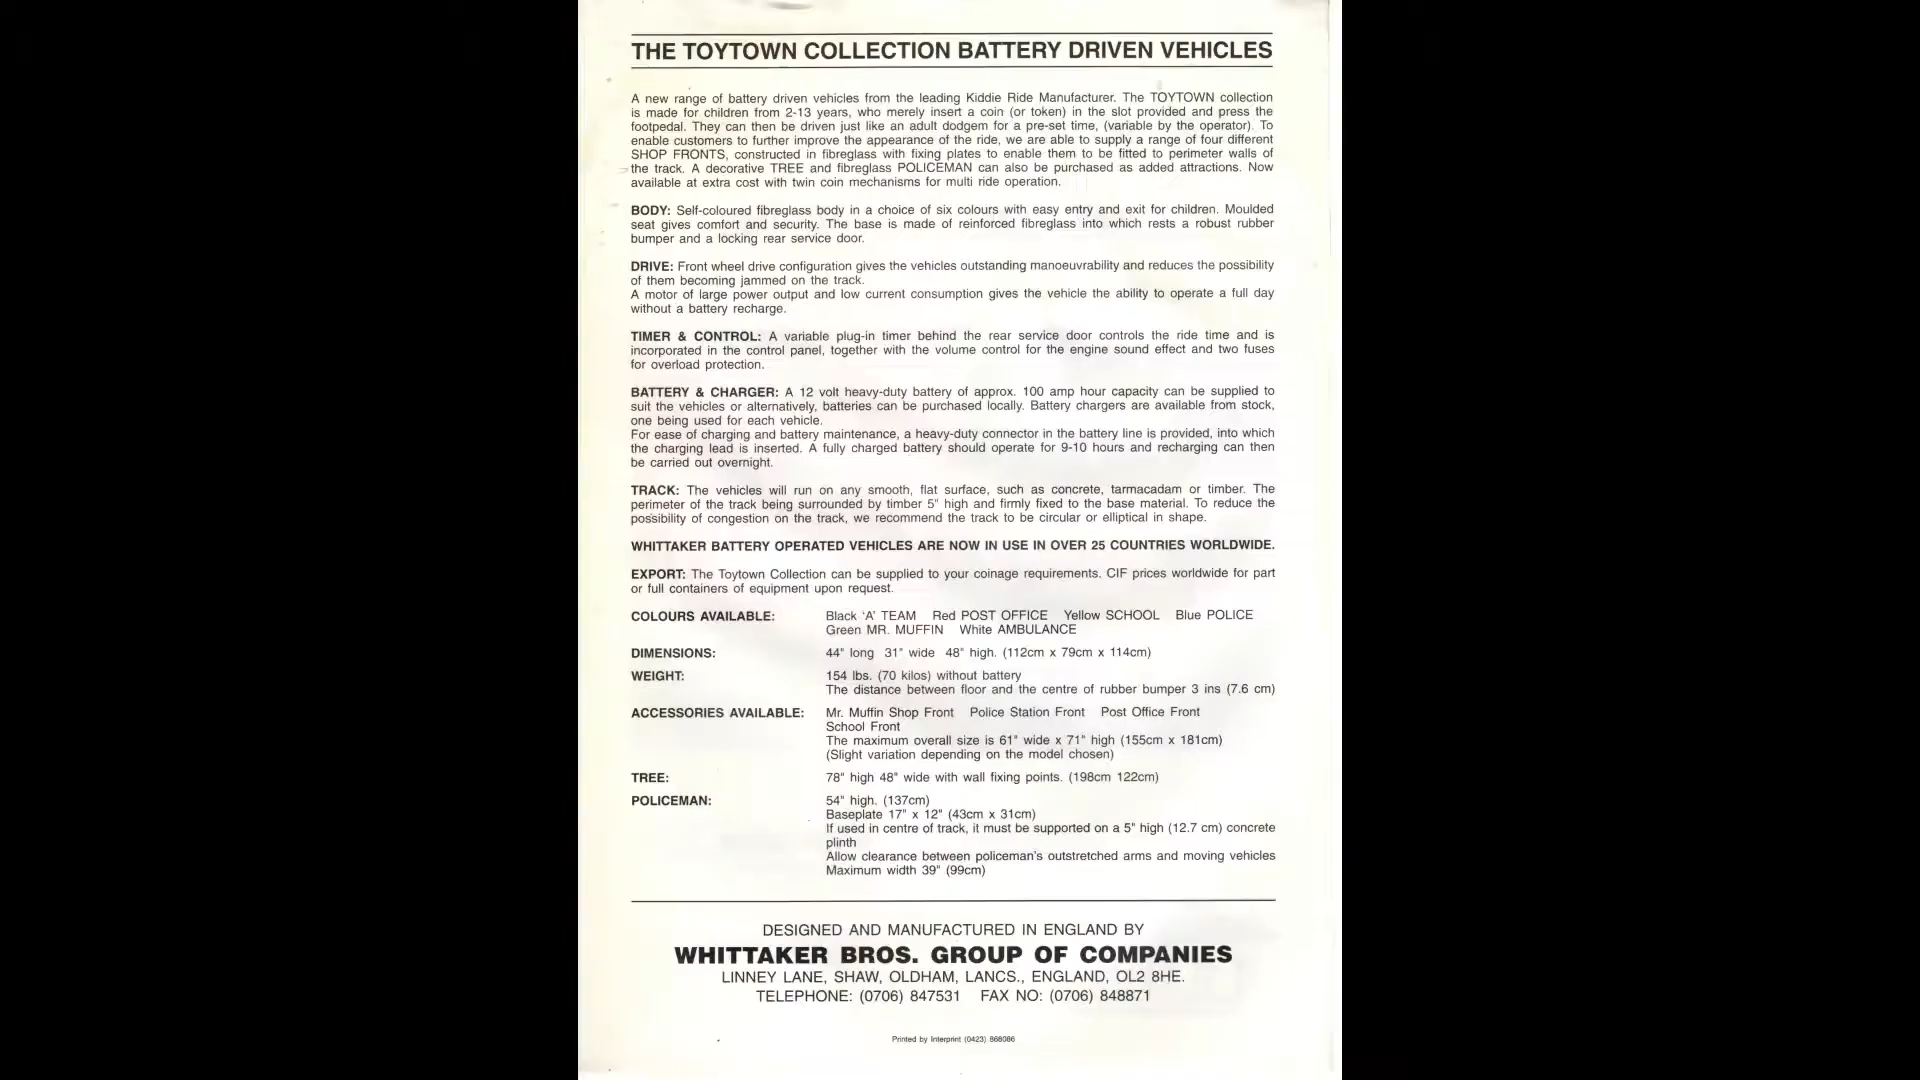 THE TOYTOWN COLLECTION BATTERY DRIVEN VEHICLES
A new range of battery driven vehicles from the leading Kiddie Ride Manufacturer. The TOYTOWN collection
is made for children from 2-13 years, who merely insert a coin (or token) in the slot provided and press the
footpedal. They can then be driven just like an adult dodgem for a pre-set time, (variable by the operator). To
enable customers to further improve the appearance of the ride, we are able to supply a range of four different
SHOP FRONTS, constructed in fibreglass with fixing plates to enable them to be fitted to perimeter walls of
the track. A decorative TREE and fibreglass POLICEMAN can also be purchased as added attractions. Now
available at extra cost with twin coin mechanisms for multi ride operation.
BODY: Self-coloured fibreglass body in a choice of six colours with easy entry and exit for children. Moulded
seat gives comfort and security. The base is made of reinforced fibreglass into which rests a robust rubber
bumper and a locking rear service door.
DRIVE: Front wheel drive configuration gives the vehicles outstanding manoeuvrability and reduces the possibility
of them becoming jammed on the track.
A motor of large power output and low current consumption gives the vehicle the ability to operate a full day
without a battery recharge.
TIMER & CONTROL: A variable plug-in timer behind the rear service door controls the ride time and is
incorporated in the control panel, together with the volume control for the engine sound effect and two fuses
for overload protection.
BATTERY & CHARGER: A 12 volt heavy-duty battery of approx. 100 amp hour capacity can be supplied to
suit the vehicles or alternatively, batteries can be purchased locally. Battery chargers are available from stock,
one being used for each vehicle.
For ease of charging and battery maintenance, a heavy-duty connector in the battery line is provided, into which
the charging lead is inserted. A fully charged battery should operate for 9-10 hours and recharging can then
be carried out overnight.
TRACK: The vehicles will run on any smooth, flat surface, such as concrete, tarmacadam or timber. The
perimeter of the track being surrounded by timber 5" high and firmly fixed to the base material. To reduce the
possibility of congestion on the track, we recommend the track to be circular or elliptical in shape.
WHITTAKER BATTERY OPERATED VEHICLES ARE NOW IN USE IN OVER 25 COUNTRIES WORLDWIDE.
EXPORT: The Toytown Collection can be supplied to your coinage requirements. CIF prices worldwide for part
or full containers of equipment upon request.
COLOURS AVAILABLE: Black 'A' TEAM Red POST OFFICE Yellow SCHOOL Blue POLICE
Green MR. MUFFIN White AMBULANCE
DIMENSIONS: 44" long 31" wide 48" high. (112cm x 79cm x 114cm)
WEIGHT: 154 lbs. (70 kilos) without battery
The distance between floor and the centre of rubber bumper 3 ins (7.6 cm)
ACCESSORIES AVAILABLE: Mr. Muffin Shop Front Police Station Front Post Office Front
School Front
The maximum overall size is 61" wide x 71" high (155cm x 181cm)
(Slight variation depending on the model chosen)
TREE: 78" high 48" wide with wall fixing points. (198cm 122cm)
POLICEMAN: 54" high. (137cm)
Baseplate 17" x 12" (43cm x 31cm)
If used in centre of track, it must be supported on a 5" high (12.7 cm) concrete
plinth
Allow clearance between policeman's outstretched arms and moving vehicles
Maximum width 39" (99cm)
DESIGNED AND MANUFACTURED IN ENGLAND BY
WHITTAKER BROS. GROUP OF COMPANIES
LINNEY LANE, SHAW, OLDHAM, LANCS., ENGLAND, OL2 8HE.
TELEPHONE: (0706) 847531 FAX NO: (0706) 848871
Printed by Interprint (0423) 868086